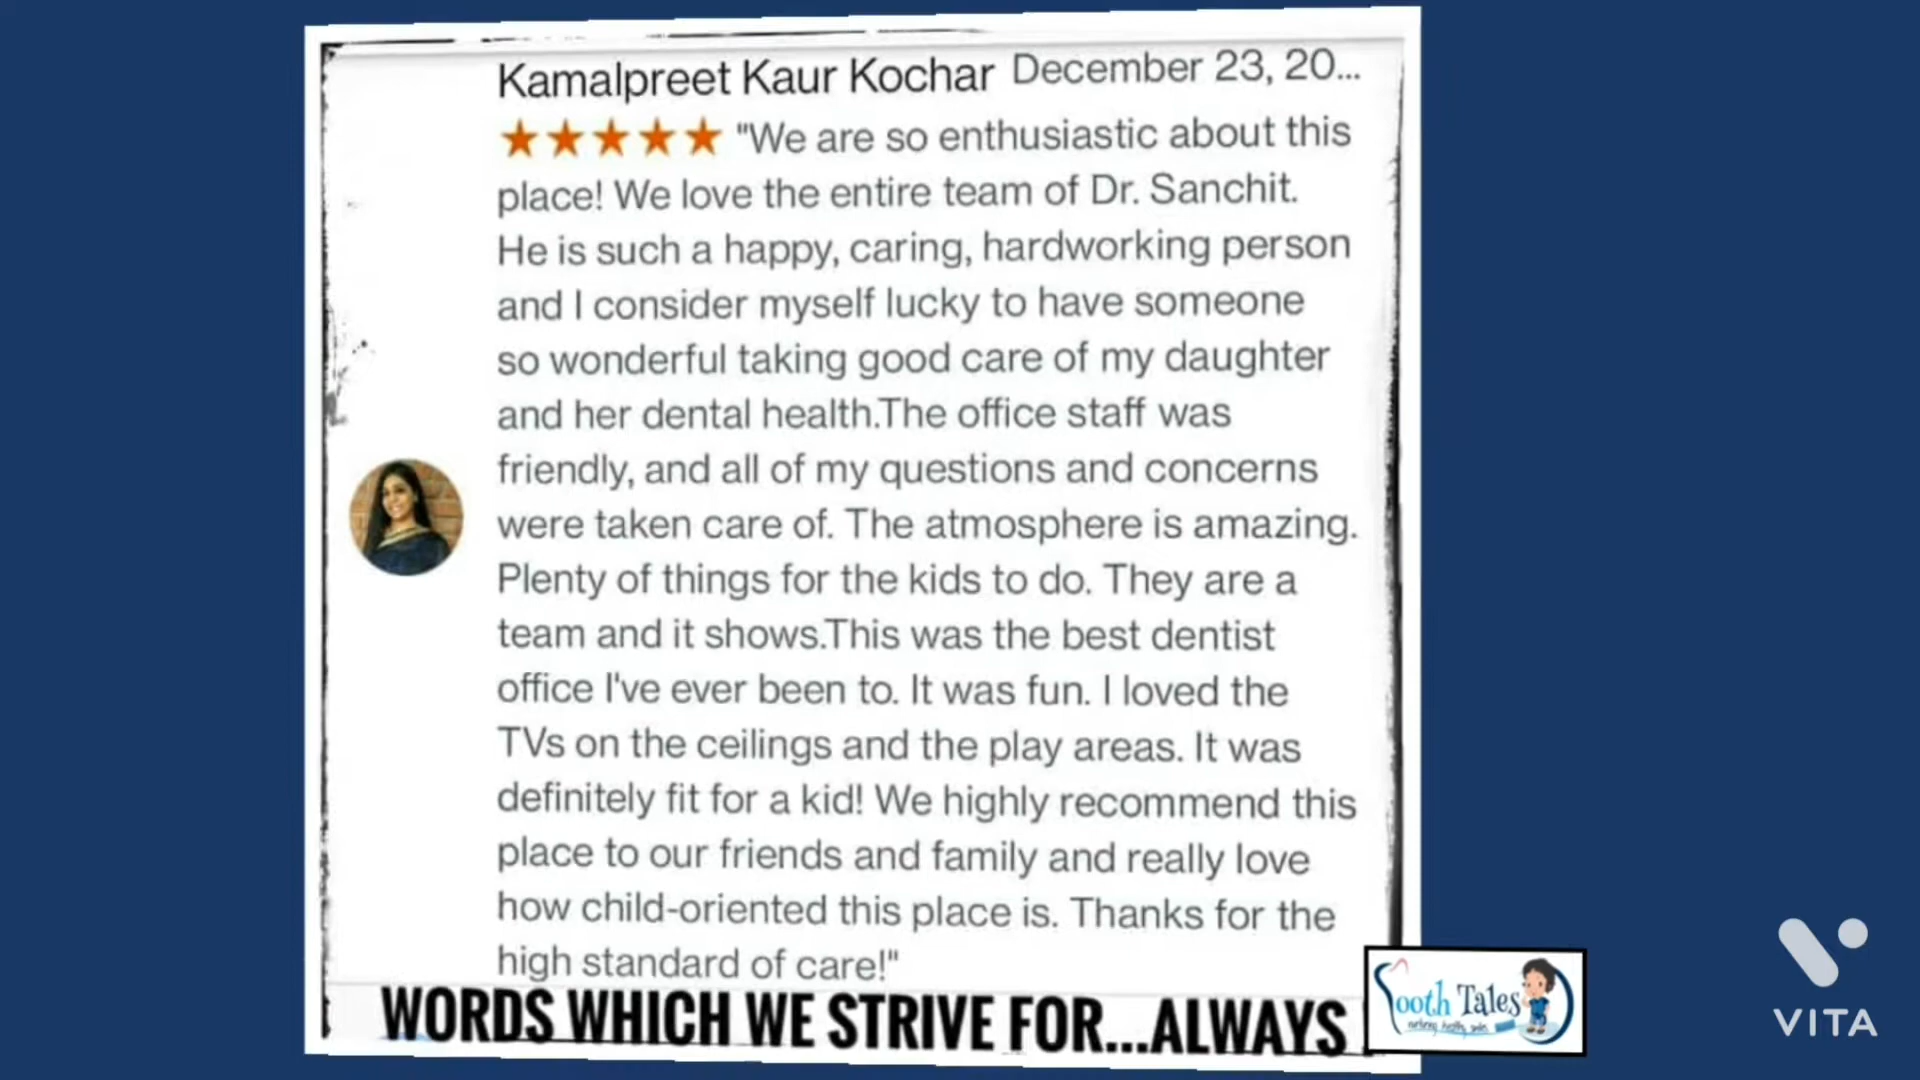 Kamalpreet Kaur Kochar December 23, 20...
"We are so enthusiastic about this
place! We love the entire team of Dr. Sanchit.
He is such a happy, caring, hardworking person
and I consider myself lucky to have someone
so wonderful taking good care of my daughter
and her dental health.The office staff was
friendly, and all of my questions and concerns
were taken care of. The atmosphere is amazing.
Plenty of things for the kids to do. They are a
team and it shows.This was the best dentist
office I've ever been to. It was fun. I loved the
TVs on the ceilings and the play areas. It was
definitely fit for a kid! We highly recommend this
place to our friends and family and really love
how child-oriented this place is. Thanks for the
high standard of care!"
WORDS WHICH WE STRIVE FOR...ALWAYS
Tooth Tales
VITA